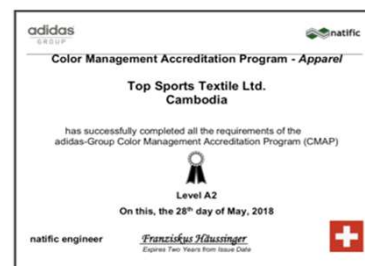 adidas
GROUP
natific
Color Management Accreditation Program - Apparel
Top Sports Textile Ltd.
Cambodia
has successfully completed all the requirements of the
adidas-Group Color Management Accreditation Program (CMAP)
Level A2
On this, the 28th day of May, 2018
natific engineer
Franziskus Häussinger
Expires Two Years from Issue Date